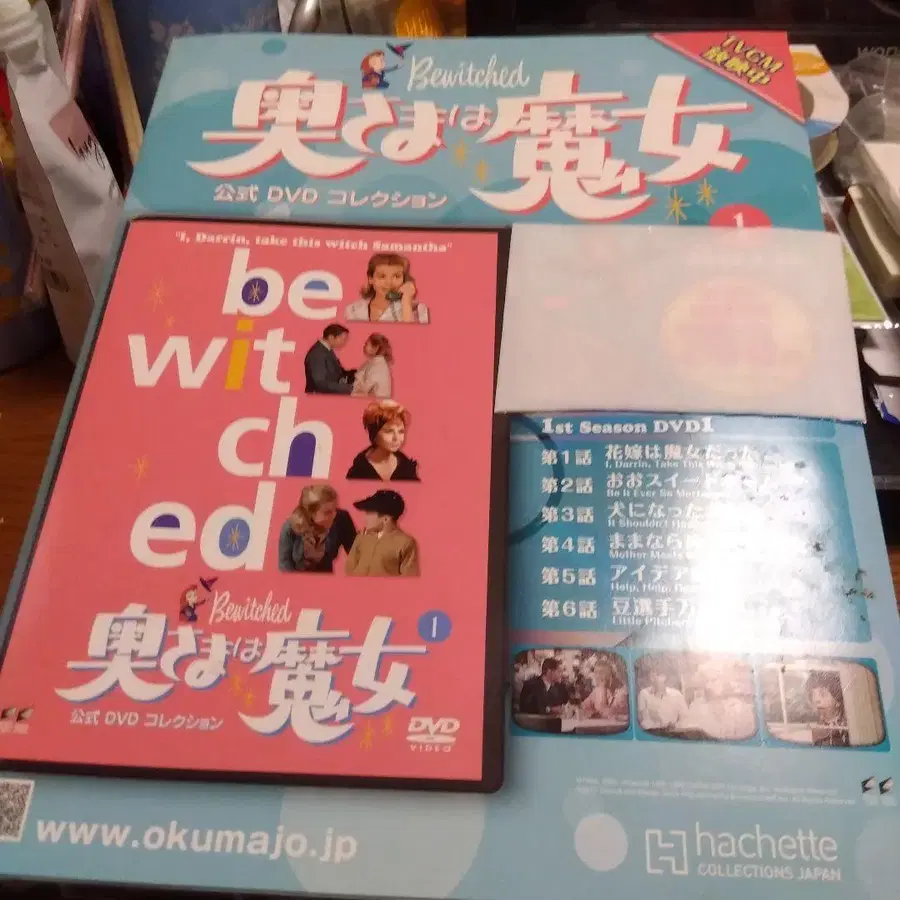 Bewitched
奥さまは魔女
公式 DVD コレクション
TVCM
放映中
1
"I, Darrin, take this witch Samantha"
be
wit
ch
ed
Bewitched
奥さまは魔女
1
公式 DVD コレクション
DVD
VIDEO
1st Season DVD1
第1話 花嫁は魔女だった
I, Darrin, Take This
第2話 おおスイート
Be It Ever So
第3話 犬になった
It Shouldn't
第4話 ままなら
Mother Meets
第5話 アイデア
Help, Help,
第6話 豆選手
Little
www.okumajo.jp
hachette
COLLECTIONS JAPAN